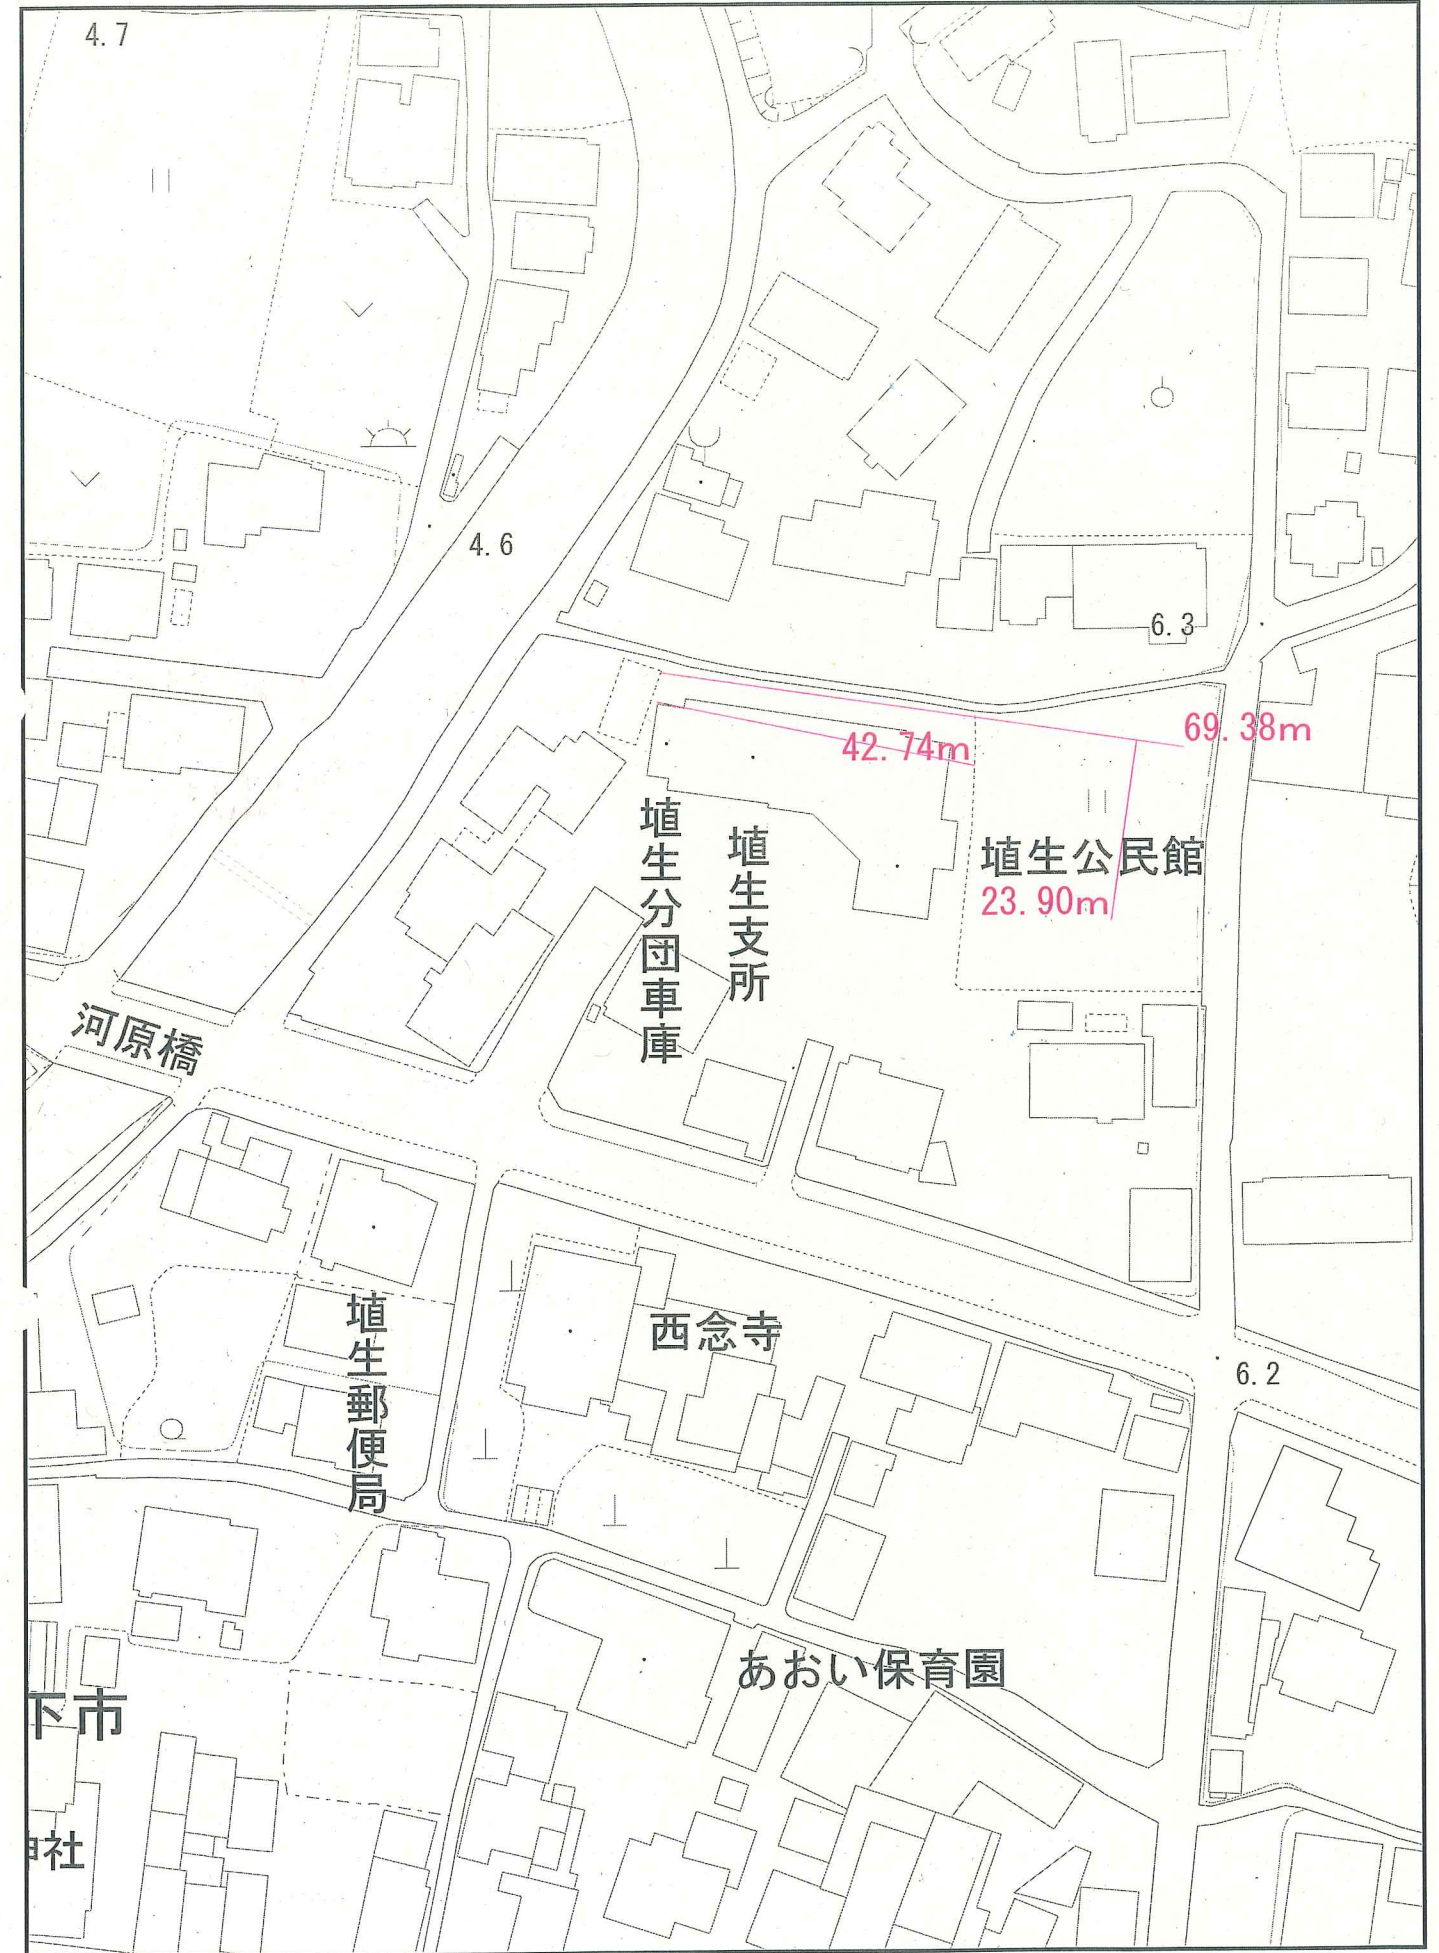 4.7
4.6
6.3
69.38m
42.74m
埴生公民館
23.90m
埴生支所
埴生分団車庫
河原橋
埴生郵便局
西念寺
6.2
あおい保育園
下市
社